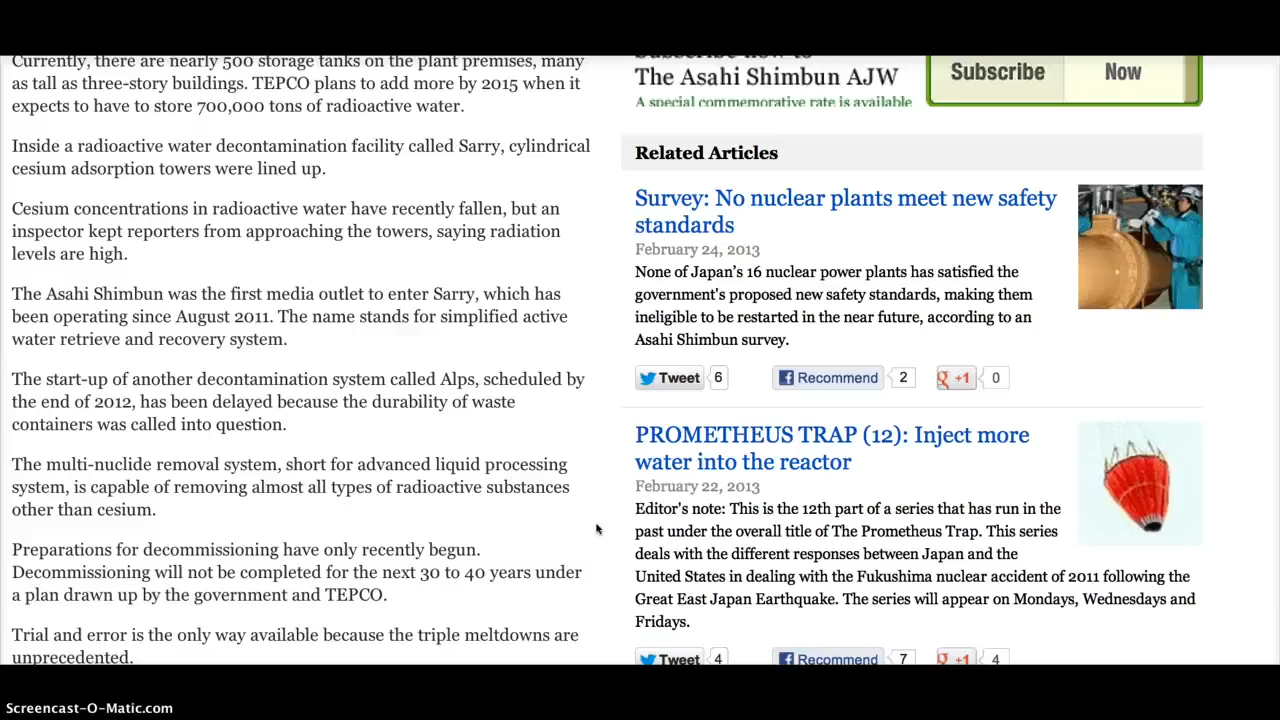 Currently, there are nearly 500 storage tanks on the plant premises, many
as tall as three-story buildings. TEPCO plans to add more by 2015 when it
expects to have to store 700,000 tons of radioactive water.
Inside a radioactive water decontamination facility called Sarry, cylindrical
cesium adsorption towers were lined up.
Cesium concentrations in radioactive water have recently fallen, but an
inspector kept reporters from approaching the towers, saying radiation
levels are high.
The Asahi Shimbun was the first media outlet to enter Sarry, which has
been operating since August 2011. The name stands for simplified active
water retrieve and recovery system.
The start-up of another decontamination system called Alps, scheduled by
the end of 2012, has been delayed because the durability of waste
containers was called into question.
The multi-nuclide removal system, short for advanced liquid processing
system, is capable of removing almost all types of radioactive substances
other than cesium.
Preparations for decommissioning have only recently begun.
Decommissioning will not be completed for the next 30 to 40 years under
a plan drawn up by the government and TEPCO.
Trial and error is the only way available because the triple meltdowns are
unprecedented.
Subscribe now to
The Asahi Shimbun AJW
A special commemorative rate is available
Subscribe Now
Related Articles
Survey: No nuclear plants meet new safety
standards
February 24, 2013
None of Japan's 16 nuclear power plants has satisfied the
government's proposed new safety standards, making them
ineligible to be restarted in the near future, according to an
Asahi Shimbun survey.
Tweet 6 Recommend 2 +1 0
PROMETHEUS TRAP (12): Inject more
water into the reactor
February 22, 2013
Editor's note: This is the 12th part of a series that has run in the
past under the overall title of The Prometheus Trap. This series
deals with the different responses between Japan and the
United States in dealing with the Fukushima nuclear accident of 2011 following the
Great East Japan Earthquake. The series will appear on Mondays, Wednesdays and
Fridays.
Tweet 4 Recommend 7 +1 4
Screencast-O-Matic.com